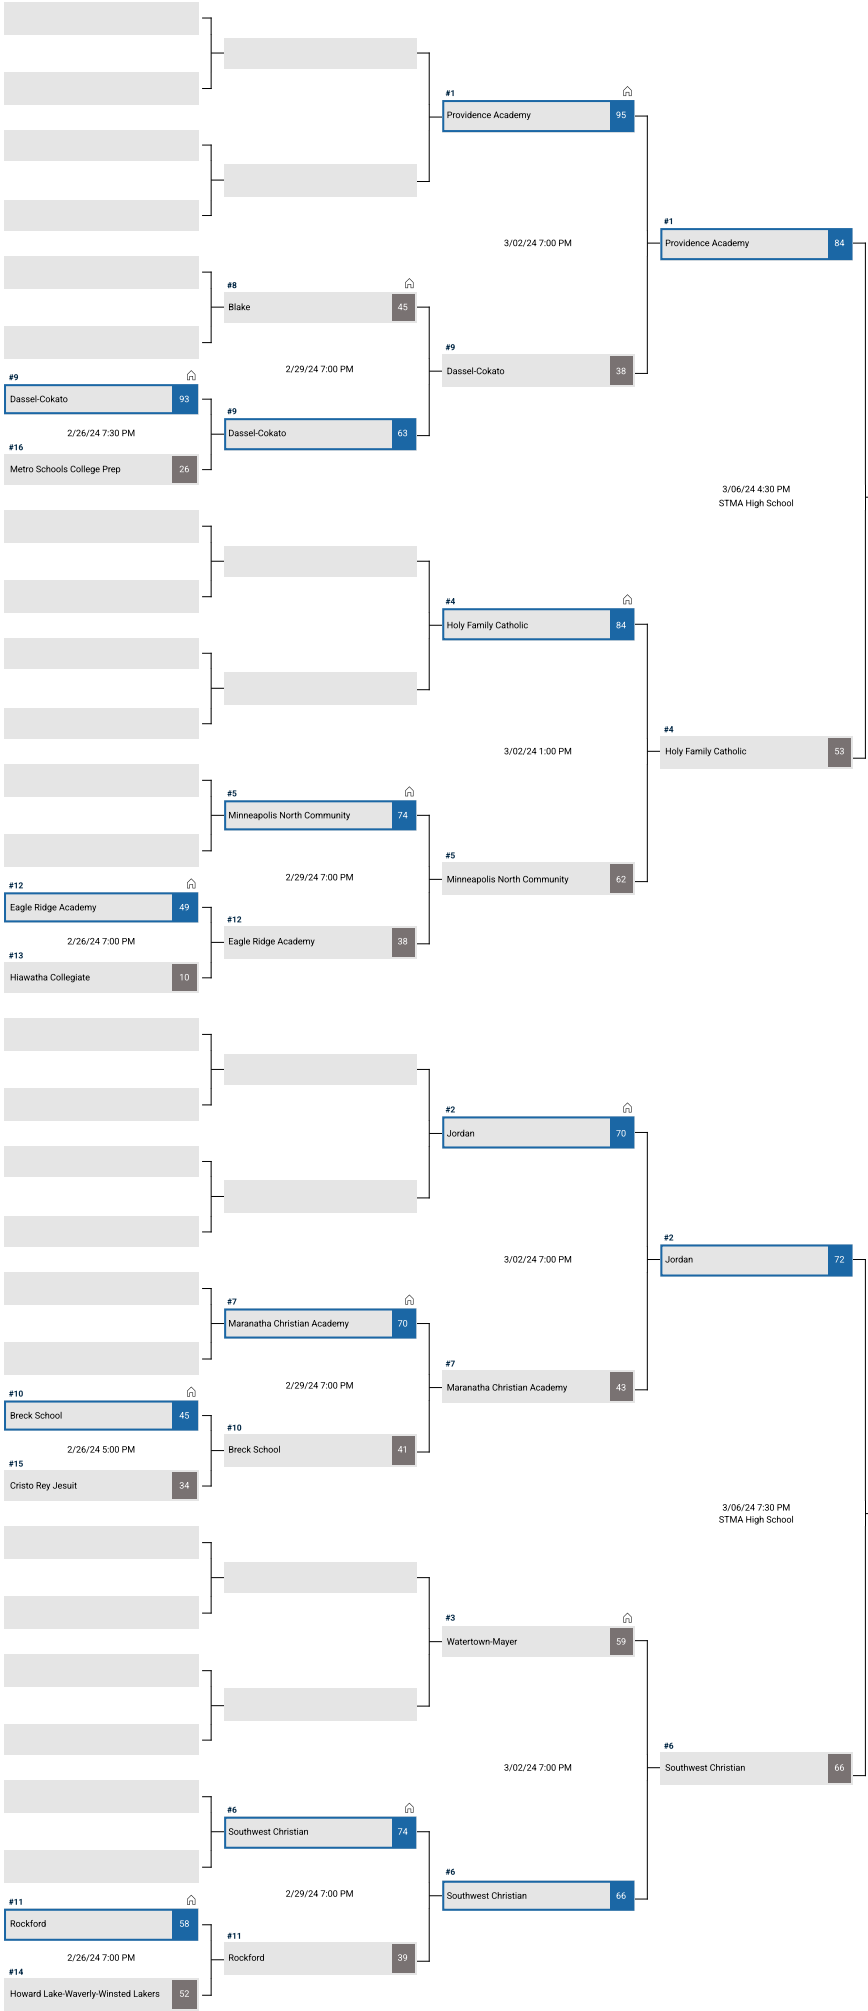 #1
Providence Academy 95
3/02/24 7:00 PM
#1
Providence Academy 84
#8
Blake 45
2/29/24 7:00 PM
#9
Dassel-Cokato 38
#9
Dassel-Cokato 93
2/26/24 7:30 PM
#9
Dassel-Cokato 63
#16
Metro Schools College Prep 26
3/06/24 4:30 PM
STMA High School
#4
Holy Family Catholic 84
3/02/24 1:00 PM
#4
Holy Family Catholic 53
#5
Minneapolis North Community 74
2/29/24 7:00 PM
#5
Minneapolis North Community 62
#12
Eagle Ridge Academy 49
2/26/24 7:00 PM
#12
Eagle Ridge Academy 38
#13
Hiawatha Collegiate 10
#2
Jordan 70
3/02/24 7:00 PM
#2
Jordan 72
#7
Maranatha Christian Academy 70
2/29/24 7:00 PM
#7
Maranatha Christian Academy 43
#10
Breck School 45
2/26/24 5:00 PM
#10
Breck School 41
#15
Cristo Rey Jesuit 34
3/06/24 7:30 PM
STMA High School
#3
Watertown-Mayer 59
3/02/24 7:00 PM
#6
Southwest Christian 66
#6
Southwest Christian 74
2/29/24 7:00 PM
#6
Southwest Christian 66
#11
Rockford 58
2/26/24 7:00 PM
#11
Rockford 39
#14
Howard Lake-Waverly-Winsted Lakers 52